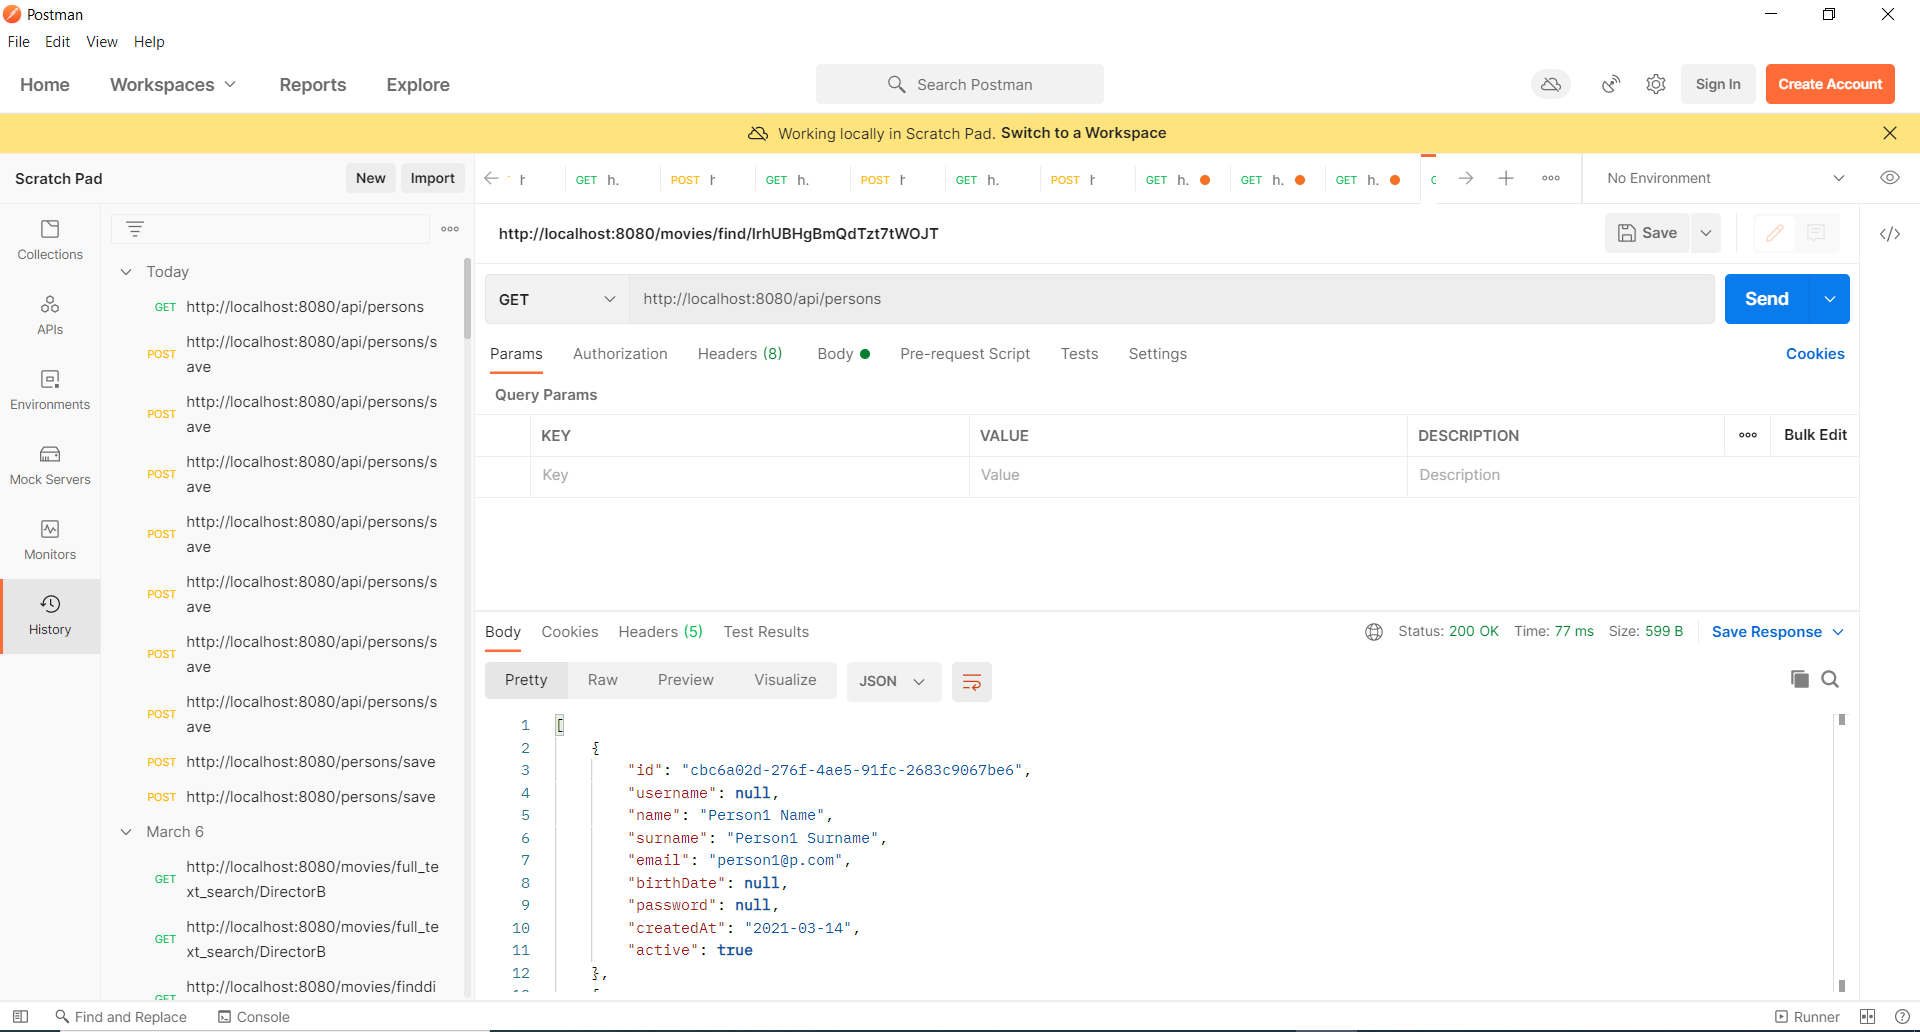 Postman
File Edit View Help
Home Workspaces Reports Explore Search Postman Sign In Create Account
Working locally in Scratch Pad. Switch to a Workspace
Scratch Pad New Import
GET h. POST GET h. POST GET h. POST GET h. GET h. GET h. No Environment
Collections
APIs
Environments
Mock Servers
Monitors
History
Today
GET http://localhost:8080/api/persons
POST http://localhost:8080/api/persons/s
ave
POST http://localhost:8080/api/persons/s
ave
POST http://localhost:8080/api/persons/s
ave
POST http://localhost:8080/api/persons/s
ave
POST http://localhost:8080/api/persons/s
ave
POST http://localhost:8080/api/persons/s
ave
POST http://localhost:8080/api/persons/s
ave
POST http://localhost:8080/persons/save
POST http://localhost:8080/persons/save
March 6
GET http://localhost:8080/movies/full_te
xt_search/DirectorB
GET http://localhost:8080/movies/full_te
xt_search/DirectorB
GET http://localhost:8080/movies/finddi
http://localhost:8080/movies/find/IrhUBHgBmQdTzt7tWOJT Save </>
GET http://localhost:8080/api/persons Send
Params Authorization Headers (8) Body Pre-request Script Tests Settings Cookies
Query Params
KEY VALUE DESCRIPTION Bulk Edit
Key Value Description
Body Cookies Headers (5) Test Results Status: 200 OK Time: 77 ms Size: 599 B Save Response
Pretty Raw Preview Visualize JSON
1 [
2 {
3 "id": "cbc6a02d-276f-4ae5-91fc-2683c9067be6",
4 "username": null,
5 "name": "Person1 Name",
6 "surname": "Person1 Surname",
7 "email": "person1@p.com",
8 "birthDate": null,
9 "password": null,
10 "createdAt": "2021-03-14",
11 "active": true
12 },
Find and Replace Console Runner